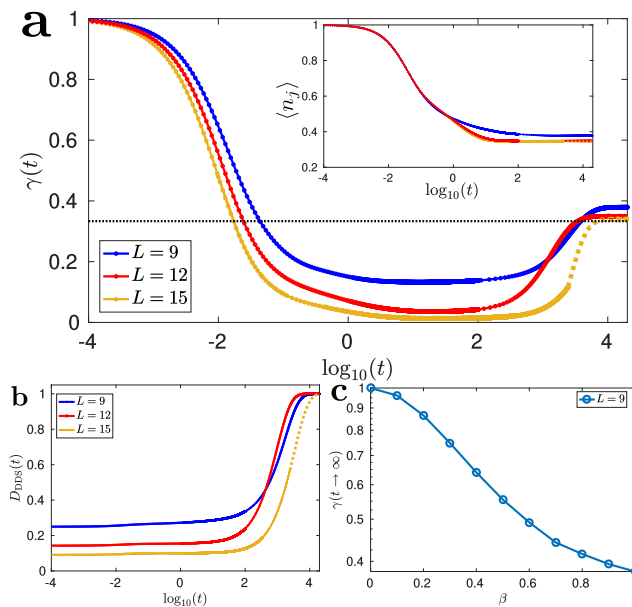 a
γ(t)
1
0.8
0.6
0.4
0.2
0
-4
-2
0
2
4
log₁₀(t)
L = 9
L = 12
L = 15
⟨n_j⟩
1
0.8
0.6
0.4
0.2
-4
-2
0
2
4
log₁₀(t)
b
D_DDS(t)
1
0.8
0.6
0.4
0.2
0
-4
-2
0
2
4
log₁₀(t)
L = 9
L = 12
L = 15
c
γ(t → ∞)
1
0.9
0.8
0.7
0.6
0.5
0.4
0
0.2
0.4
0.6
0.8
1
β
L = 9